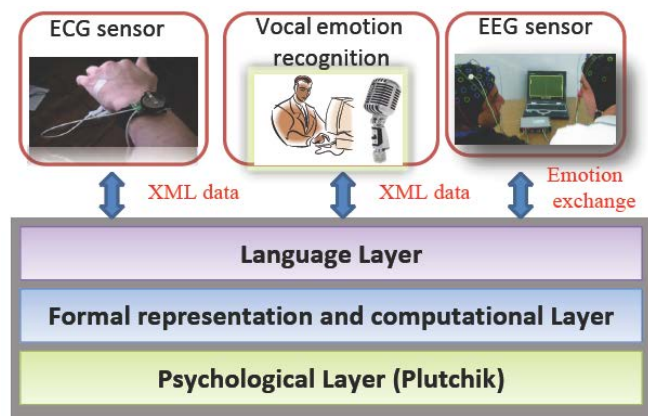 ECG sensor
Vocal emotion
recognition
EEG sensor
XML data
XML data
Emotion
exchange
Language Layer
Formal representation and computational Layer
Psychological Layer (Plutchik)